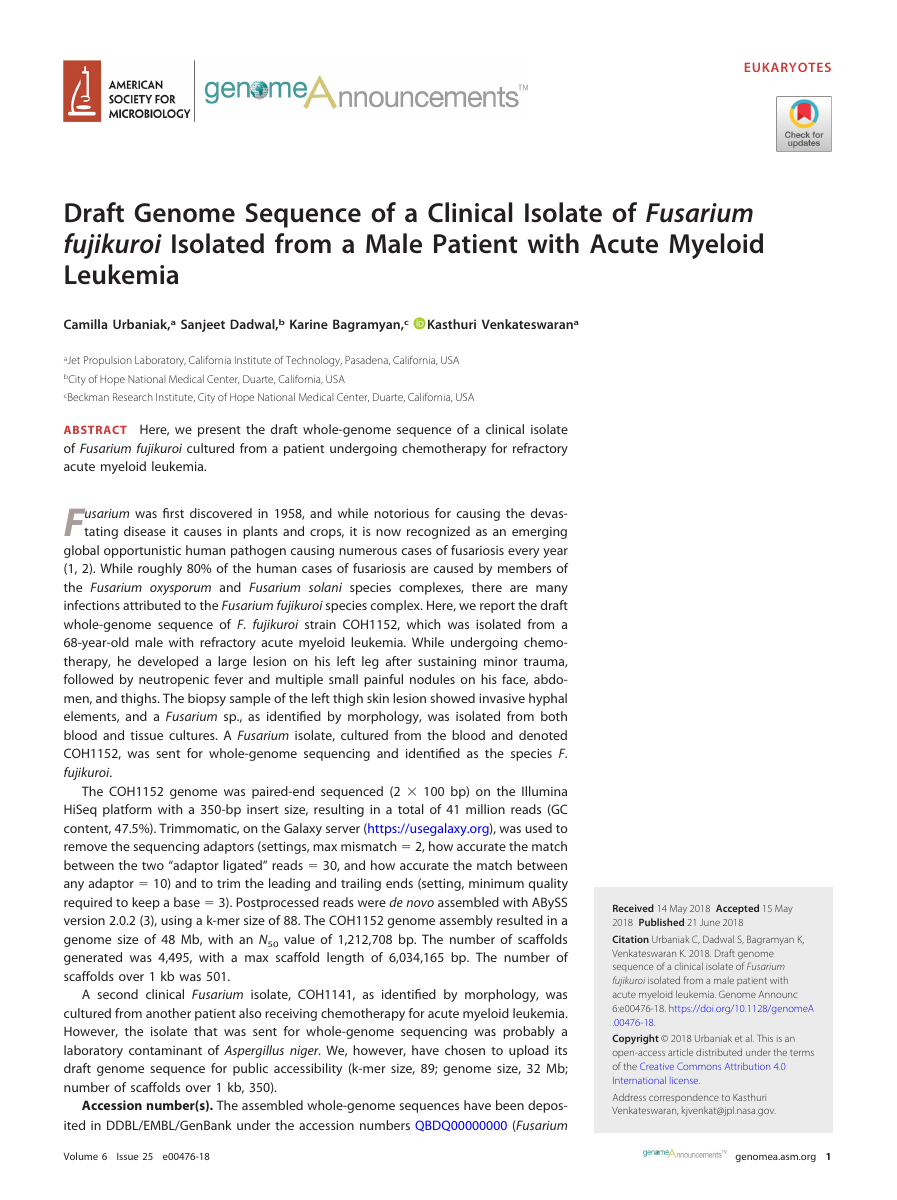 EUKARYOTES
AMERICAN
SOCIETY FOR
MICROBIOLOGY
genomeAnnouncements™
Check for
updates
Draft Genome Sequence of a Clinical Isolate of Fusarium
fujikuroi Isolated from a Male Patient with Acute Myeloid
Leukemia
Camilla Urbaniak,ᵃ Sanjeet Dadwal,ᵇ Karine Bagramyan,ᶜ iD Kasthuri Venkateswaranᵃ
ᵃJet Propulsion Laboratory, California Institute of Technology, Pasadena, California, USA
ᵇCity of Hope National Medical Center, Duarte, California, USA
ᶜBeckman Research Institute, City of Hope National Medical Center, Duarte, California, USA
ABSTRACT Here, we present the draft whole-genome sequence of a clinical isolate
of Fusarium fujikuroi cultured from a patient undergoing chemotherapy for refractory
acute myeloid leukemia.
Fusarium was first discovered in 1958, and while notorious for causing the devas-
tating disease it causes in plants and crops, it is now recognized as an emerging
global opportunistic human pathogen causing numerous cases of fusariosis every year
(1, 2). While roughly 80% of the human cases of fusariosis are caused by members of
the Fusarium oxysporum and Fusarium solani species complexes, there are many
infections attributed to the Fusarium fujikuroi species complex. Here, we report the draft
whole-genome sequence of F. fujikuroi strain COH1152, which was isolated from a
68-year-old male with refractory acute myeloid leukemia. While undergoing chemo-
therapy, he developed a large lesion on his left leg after sustaining minor trauma,
followed by neutropenic fever and multiple small painful nodules on his face, abdo-
men, and thighs. The biopsy sample of the left thigh skin lesion showed invasive hyphal
elements, and a Fusarium sp., as identified by morphology, was isolated from both
blood and tissue cultures. A Fusarium isolate, cultured from the blood and denoted
COH1152, was sent for whole-genome sequencing and identified as the species F.
fujikuroi.
The COH1152 genome was paired-end sequenced (2 × 100 bp) on the Illumina
HiSeq platform with a 350-bp insert size, resulting in a total of 41 million reads (GC
content, 47.5%). Trimmomatic, on the Galaxy server (https://usegalaxy.org), was used to
remove the sequencing adaptors (settings, max mismatch = 2, how accurate the match
between the two “adaptor ligated” reads = 30, and how accurate the match between
any adaptor = 10) and to trim the leading and trailing ends (setting, minimum quality
required to keep a base = 3). Postprocessed reads were de novo assembled with ABySS
version 2.0.2 (3), using a k-mer size of 88. The COH1152 genome assembly resulted in a
genome size of 48 Mb, with an N₅₀ value of 1,212,708 bp. The number of scaffolds
generated was 4,495, with a max scaffold length of 6,034,165 bp. The number of
scaffolds over 1 kb was 501.
A second clinical Fusarium isolate, COH1141, as identified by morphology, was
cultured from another patient also receiving chemotherapy for acute myeloid leukemia.
However, the isolate that was sent for whole-genome sequencing was probably a
laboratory contaminant of Aspergillus niger. We, however, have chosen to upload its
draft genome sequence for public accessibility (k-mer size, 89; genome size, 32 Mb;
number of scaffolds over 1 kb, 350).
Accession number(s). The assembled whole-genome sequences have been depos-
ited in DDBL/EMBL/GenBank under the accession numbers QBDQ00000000 (Fusarium
Received 14 May 2018 Accepted 15 May
2018 Published 21 June 2018
Citation Urbaniak C, Dadwal S, Bagramyan K,
Venkateswaran K. 2018. Draft genome
sequence of a clinical isolate of Fusarium
fujikuroi isolated from a male patient with
acute myeloid leukemia. Genome Announc
6:e00476-18. https://doi.org/10.1128/genomeA
.00476-18.
Copyright © 2018 Urbaniak et al. This is an
open-access article distributed under the terms
of the Creative Commons Attribution 4.0
International license.
Address correspondence to Kasthuri
Venkateswaran, kjvenkat@jpl.nasa.gov.
Volume 6 Issue 25 e00476-18
genomeAnnouncements™ genomea.asm.org 1